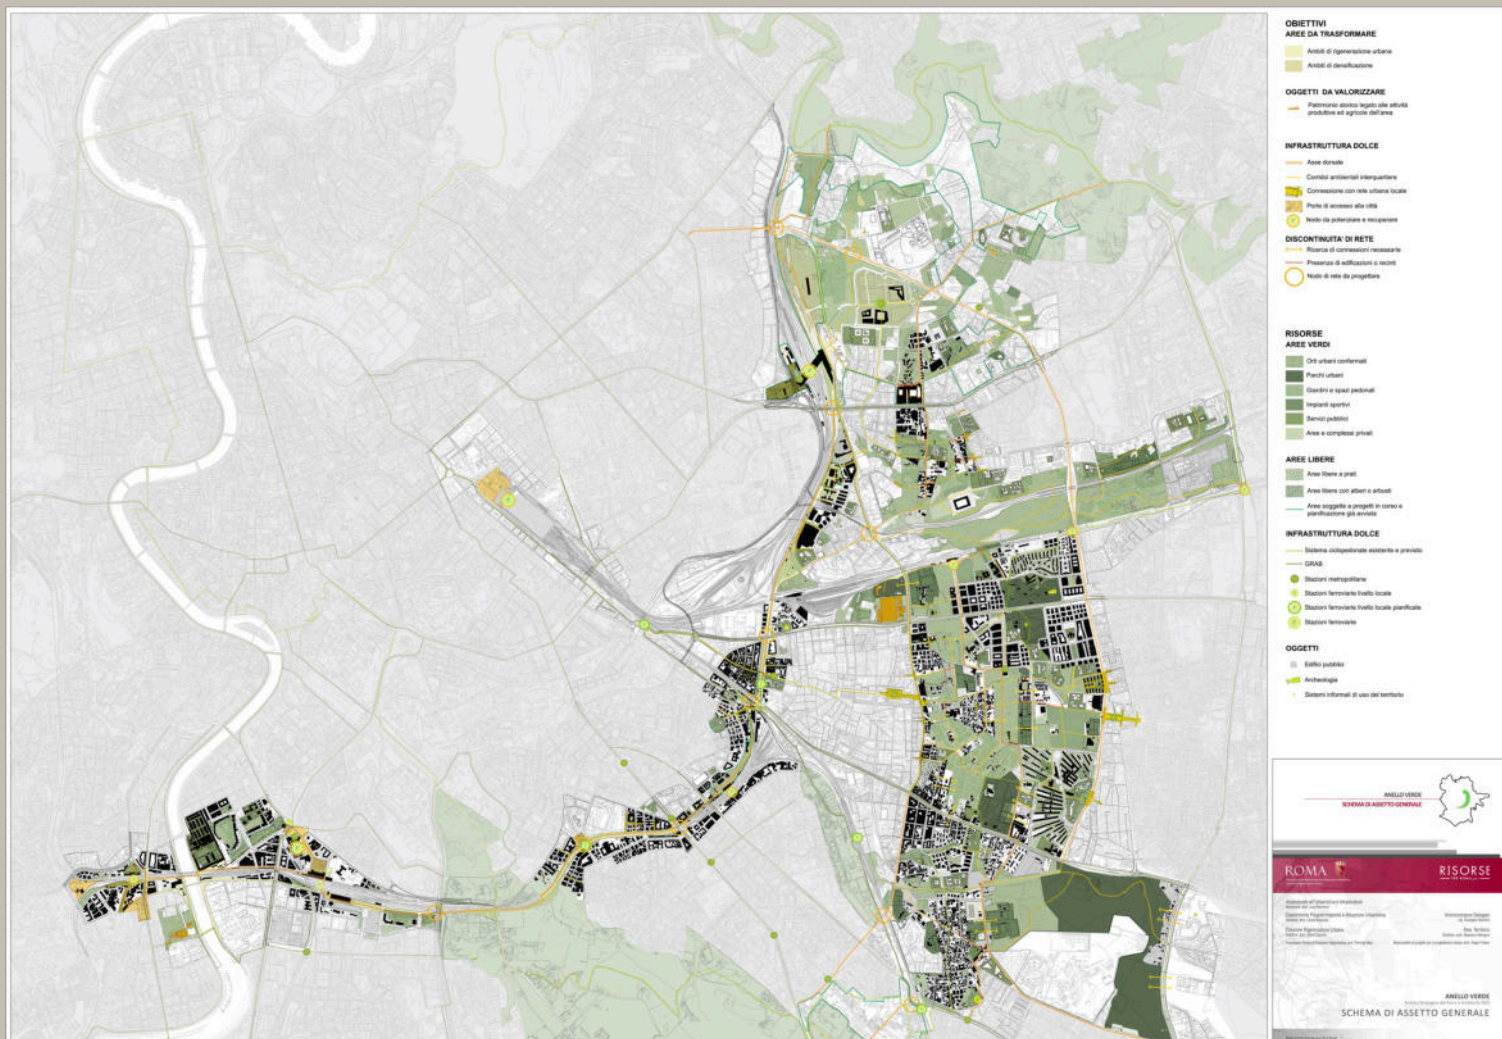 OBIETTIVI
AREE DA TRASFORMARE
Ambiti di rigenerazione urbana
Ambiti di densificazione
OGGETTI DA VALORIZZARE
Patrimonio storico legato alle attività
produttive ed agricole dell'area
INFRASTRUTTURA DOLCE
Asse dorsale
Corridoi ambientali interquartiere
Connessione con rete urbana locale
Porte di accesso alla città
Nodo da potenziare e recuperare
DISCONTINUITA' DI RETE
Ricerca di connessioni necessarie
Presenza di edificazioni o recinti
Nodo di rete da progettare
RISORSE
AREE VERDI
Orti urbani confermati
Parchi urbani
Giardini e spazi pedonali
Impianti sportivi
Servizi pubblici
Aree e complessi privati
AREE LIBERE
Aree libere a prati
Aree libere con alberi o arbusti
Aree soggette a progetti in corso e
pianificazione già avviata
INFRASTRUTTURA DOLCE
Sistema ciclopedonale esistente e previsto
GRAB
Stazioni metropolitane
Stazioni ferroviarie livello locale
Stazioni ferroviarie livello locale pianificate
Stazioni ferroviarie
OGGETTI
Edifici pubblici
Archeologia
Sistemi informali di uso del territorio
ANELLO VERDE
SCHEMA DI ASSETTO GENERALE
ROMA
RISORSE
ANELLO VERDE
SCHEMA DI ASSETTO GENERALE